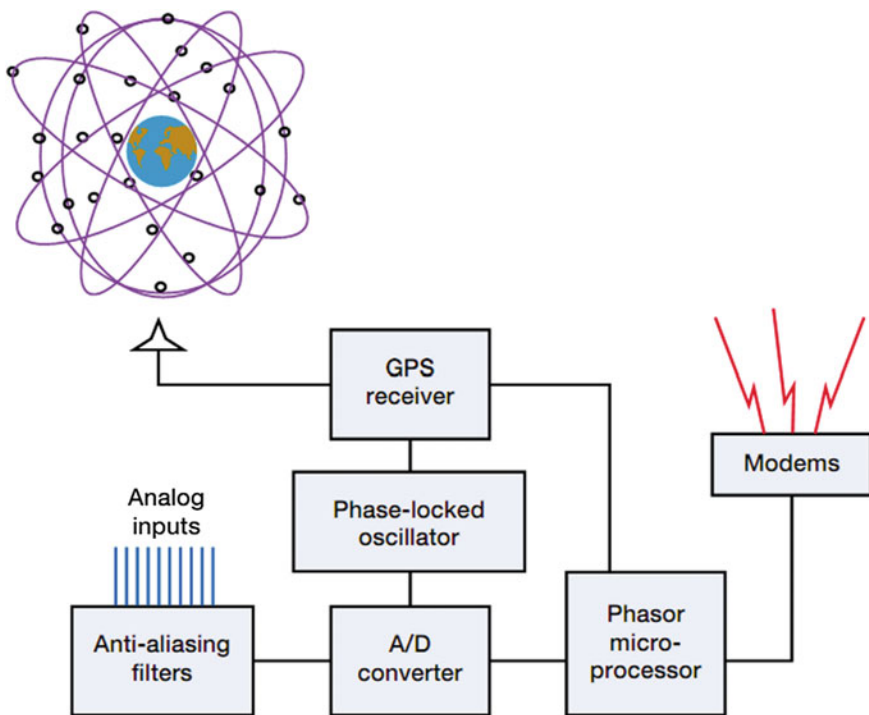 GPS
receiver
Modems
Analog
inputs
Phase-locked
oscillator
Anti-aliasing
filters
A/D
converter
Phasor
micro-
processor